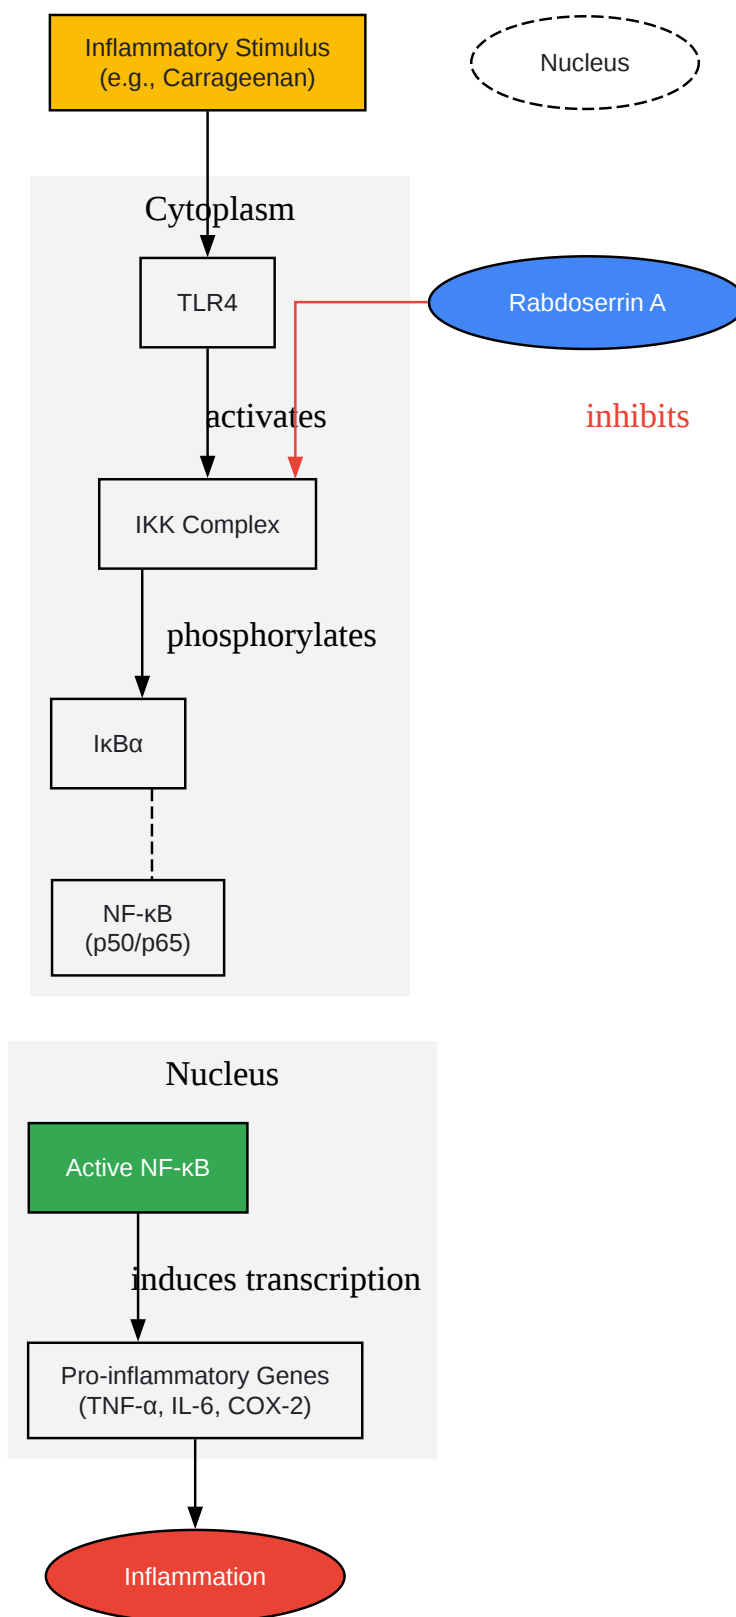 Inflammatory Stimulus
(e.g., Carrageenan)
Nucleus
Cytoplasm
TLR4
Rabdoserrin A
activates
inhibits
IKK Complex
phosphorylates
IκBα
NF-κB
(p50/p65)
Nucleus
Active NF-κB
induces transcription
Pro-inflammatory Genes
(TNF-α, IL-6, COX-2)
Inflammation